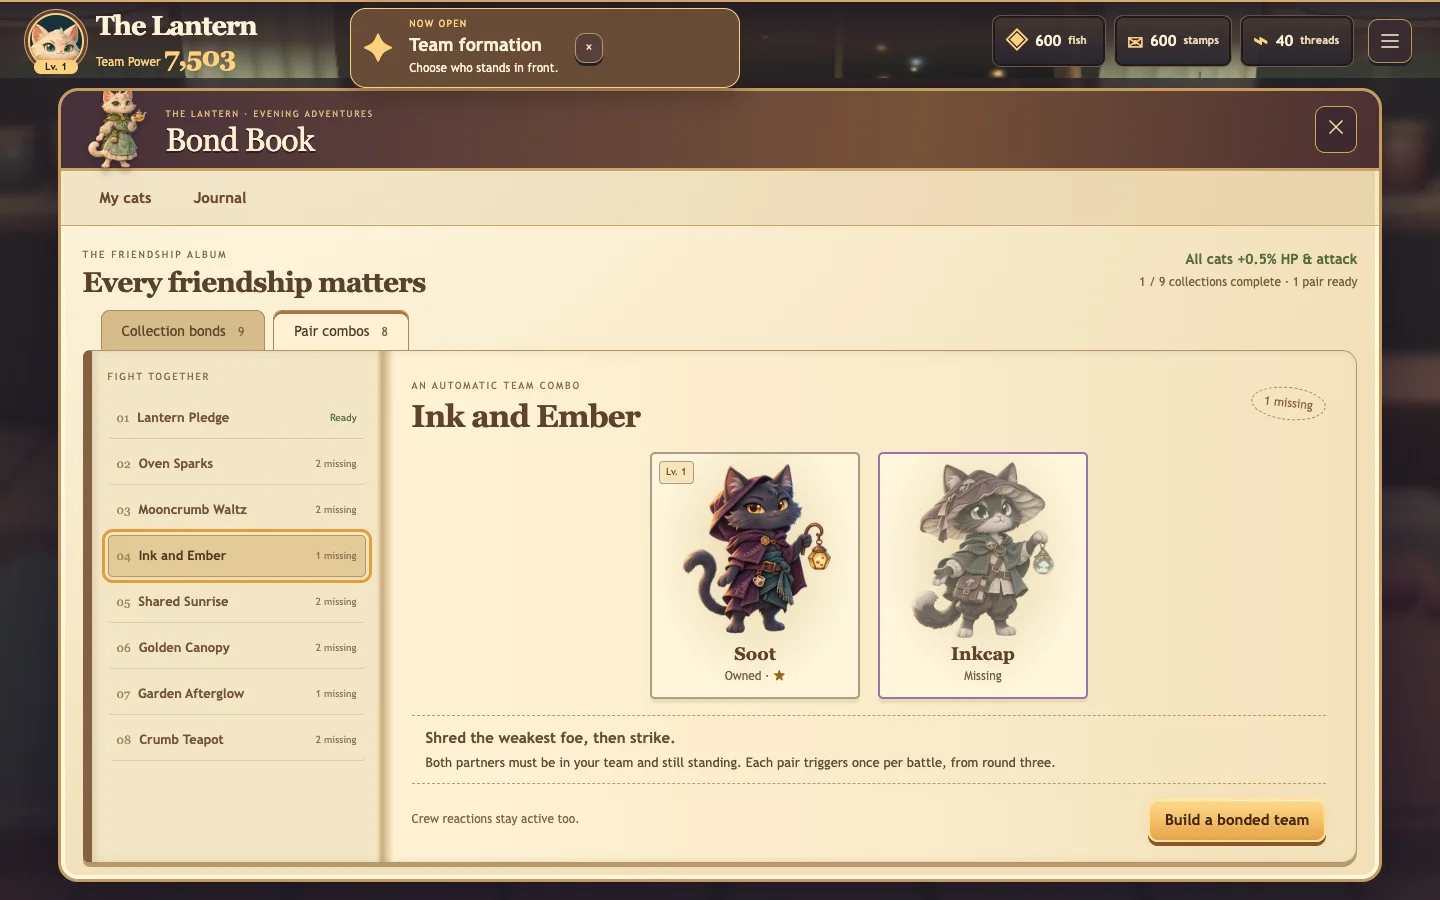 The Lantern
Team Power 7,503
Lv. 1
NOW OPEN
Team formation
Choose who stands in front.
×
600 fish
600 stamps
40 threads
THE LANTERN · EVENING ADVENTURES
Bond Book
My cats
Journal
THE FRIENDSHIP ALBUM
Every friendship matters
All cats +0.5% HP & attack
1 / 9 collections complete · 1 pair ready
Collection bonds 9
Pair combos 8
FIGHT TOGETHER
01 Lantern Pledge Ready
02 Oven Sparks 2 missing
03 Mooncrumb Waltz 2 missing
04 Ink and Ember 1 missing
05 Shared Sunrise 2 missing
06 Golden Canopy 2 missing
07 Garden Afterglow 1 missing
08 Crumb Teapot 2 missing
AN AUTOMATIC TEAM COMBO
Ink and Ember
1 missing
Lv. 1
Soot
Owned · ★
Inkcap
Missing
Shred the weakest foe, then strike.
Both partners must be in your team and still standing. Each pair triggers once per battle, from round three.
Crew reactions stay active too.
Build a bonded team